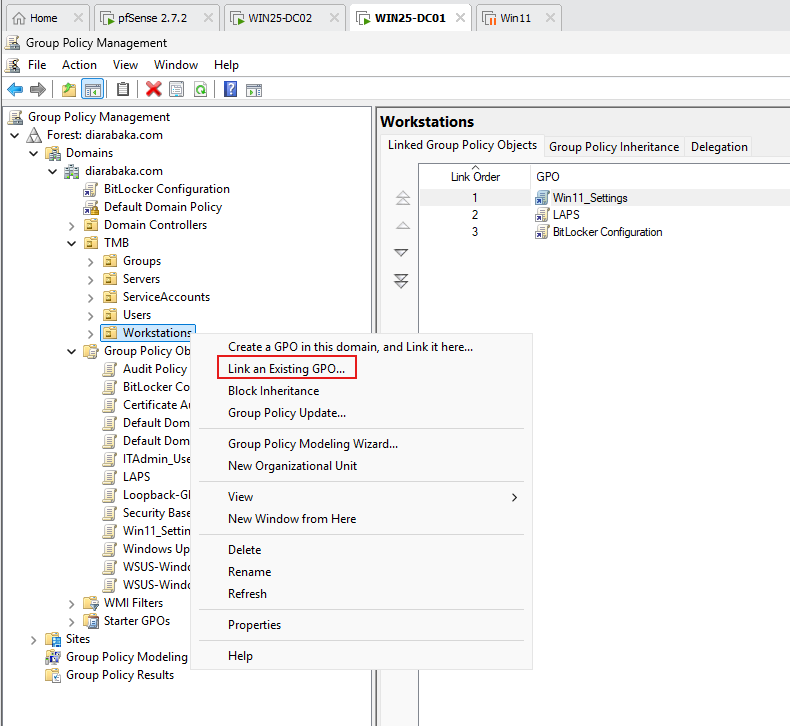 Home
pfSense 2.7.2
WIN25-DC02
WIN25-DC01
Win11
Group Policy Management
File Action View Window Help
Group Policy Management
Forest: diarabaka.com
Domains
diarabaka.com
BitLocker Configuration
Default Domain Policy
Domain Controllers
TMB
Groups
Servers
ServiceAccounts
Users
Workstations
Group Policy Ob
Audit Policy
BitLocker Co
Certificate Au
Default Dom
Default Dom
ITAdmin_Use
LAPS
Loopback-GI
Security Base
Win11_Settin
Windows Up
WSUS-Windo
WSUS-Windo
WMI Filters
Starter GPOs
Sites
Group Policy Modeling
Group Policy Results
Create a GPO in this domain, and Link it here...
Link an Existing GPO...
Block Inheritance
Group Policy Update...
Group Policy Modeling Wizard...
New Organizational Unit
View
New Window from Here
Delete
Rename
Refresh
Properties
Help
Workstations
Linked Group Policy Objects Group Policy Inheritance Delegation
Link Order GPO
1 Win11_Settings
2 LAPS
3 BitLocker Configuration